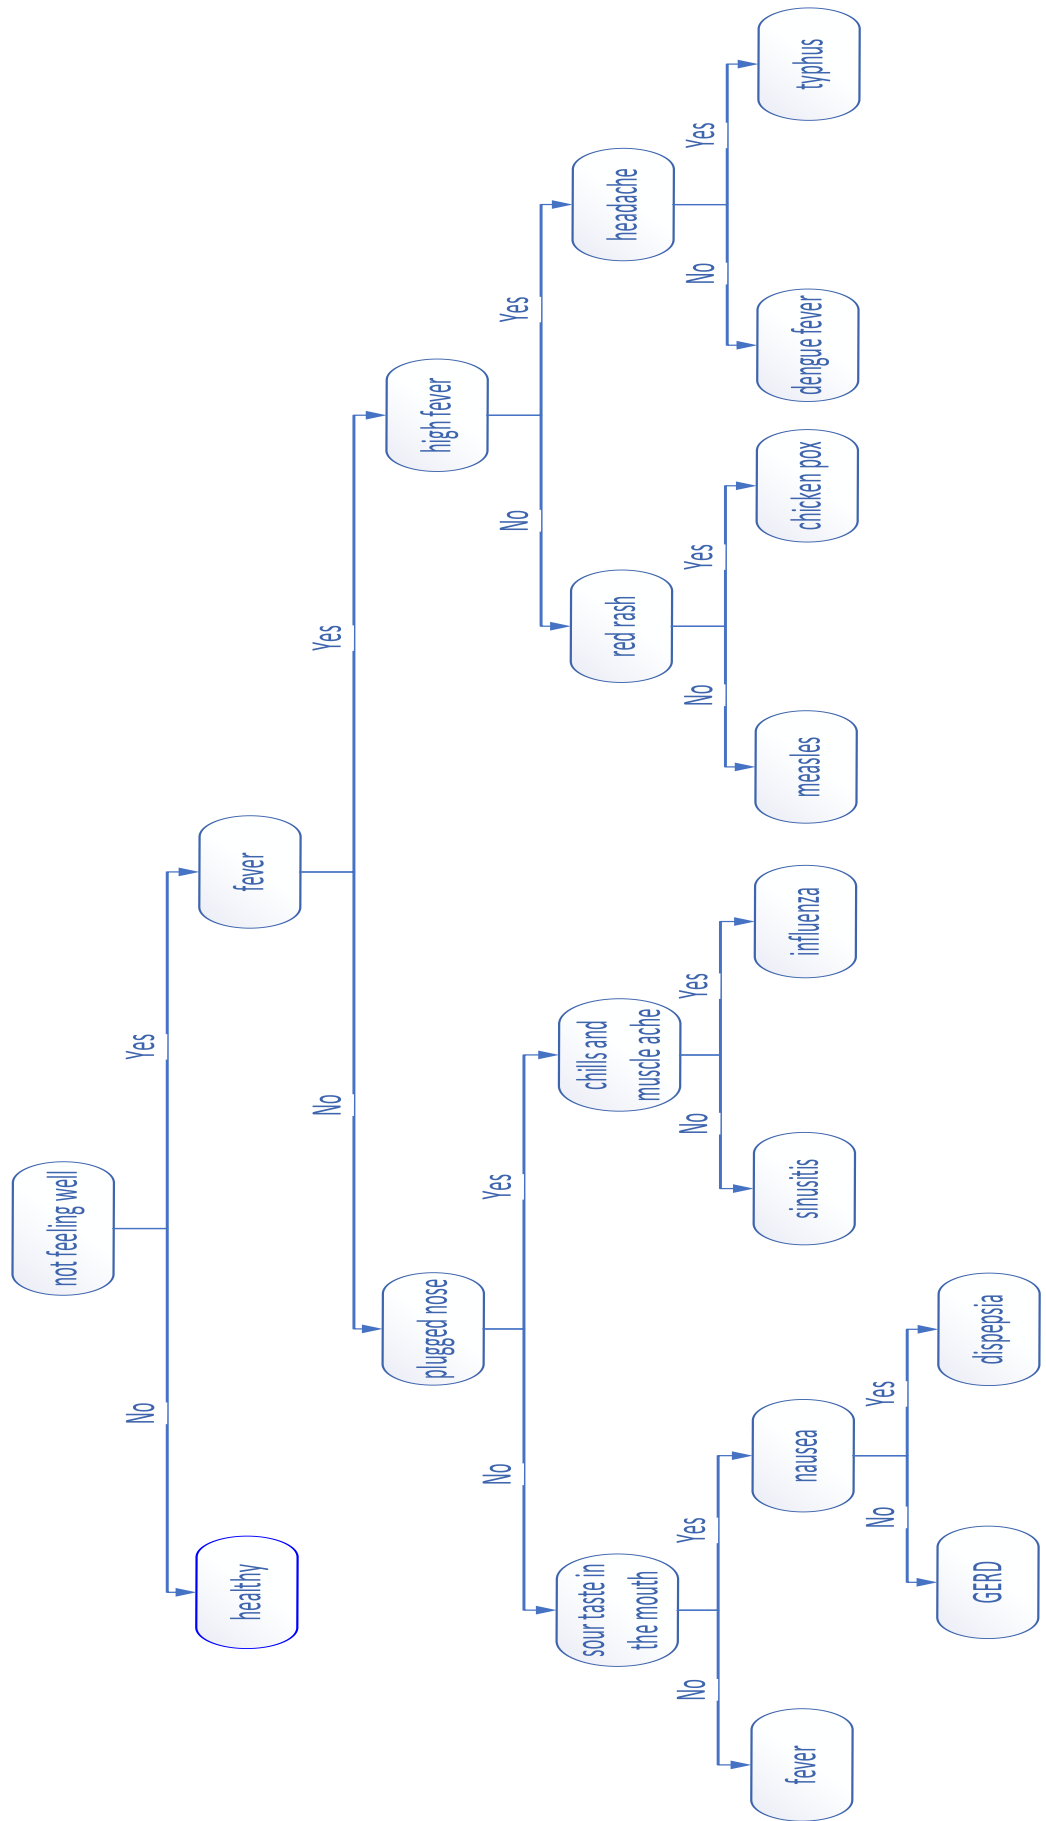 not feeling well
No
Yes
healthy
fever
No
Yes
plugged nose
high fever
No
Yes
No
Yes
sour taste in
the mouth
chills and
muscle ache
red rash
headache
No
Yes
No
Yes
No
Yes
No
Yes
fever
nausea
sinusitis
influenza
measles
chicken pox
dengue fever
typhus
No
Yes
GERD
dispepsia